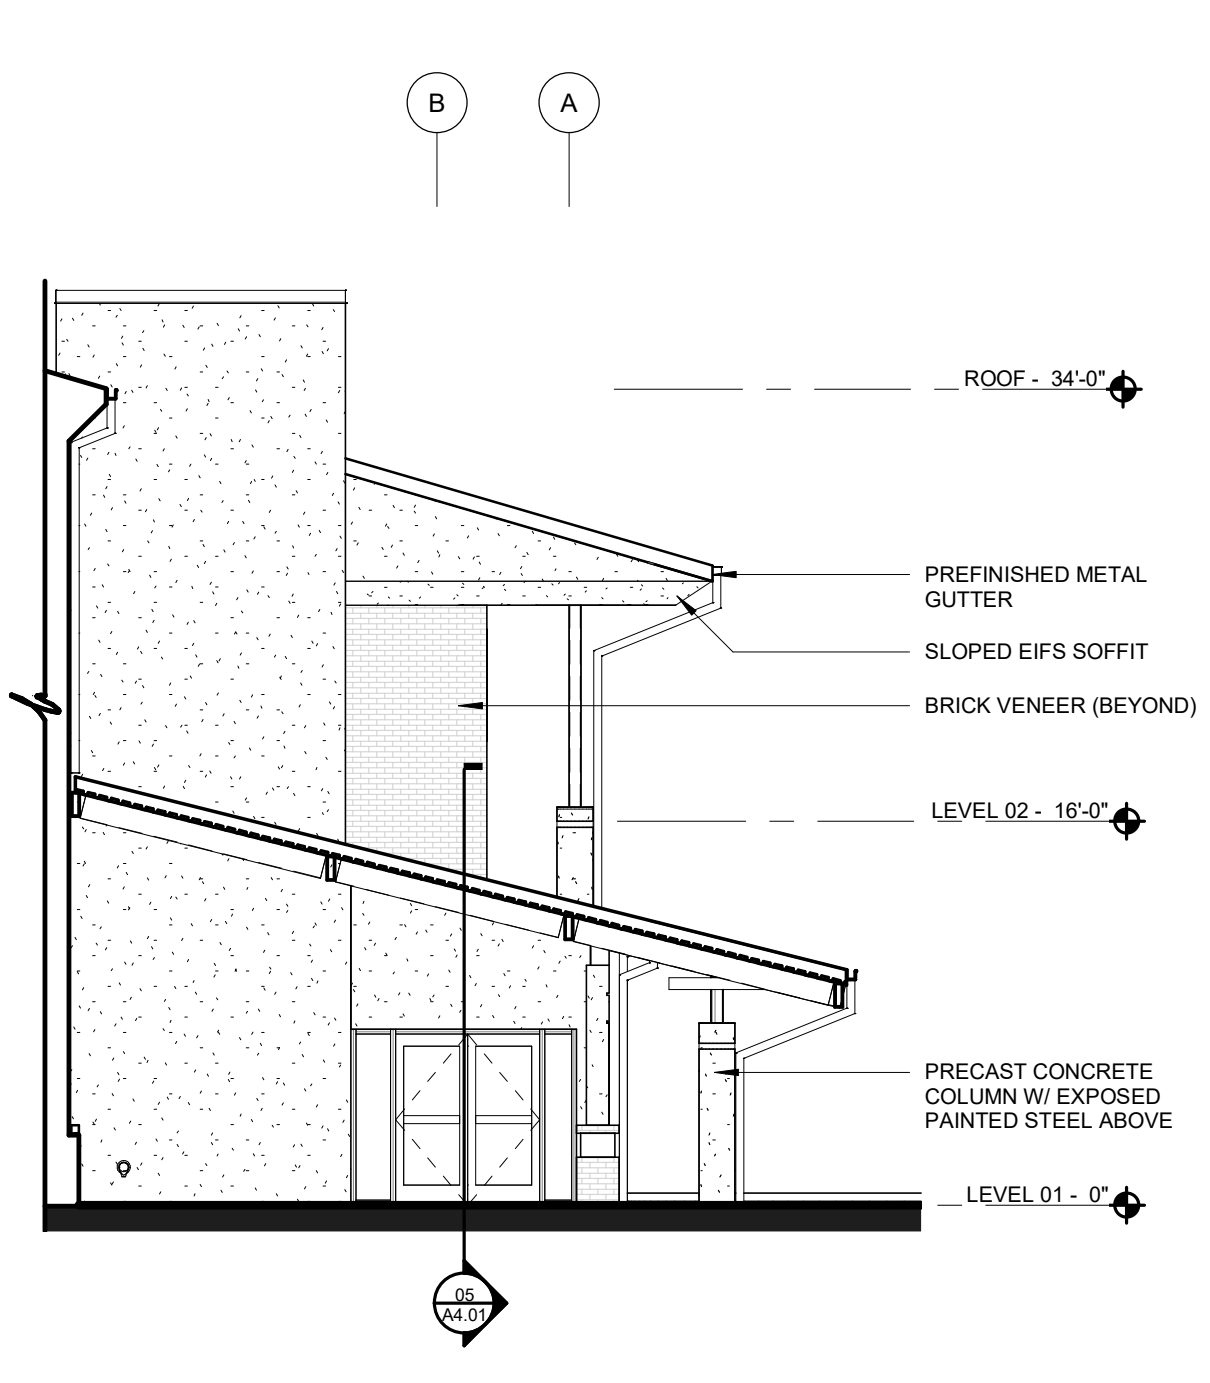 B
A
ROOF - 34'-0"
PREFINISHED METAL
GUTTER
SLOPED EIFS SOFFIT
BRICK VENEER (BEYOND)
LEVEL 02 - 16'-0"
PRECAST CONCRETE
COLUMN W/ EXPOSED
PAINTED STEEL ABOVE
LEVEL 01 - 0"
05
A4.01